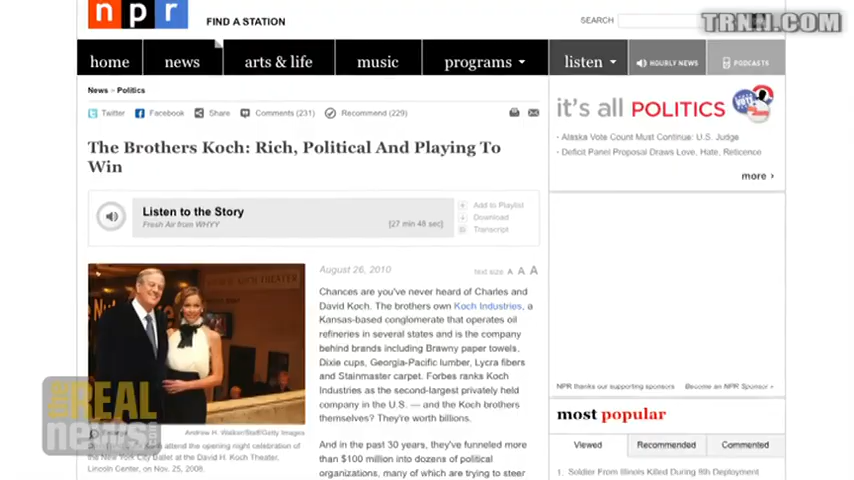 npr
FIND A STATION
SEARCH
TRNN.COM
home
news
arts & life
music
programs
listen
HOURLY NEWS
PODCASTS
News > Politics
Twitter
Facebook
Share
Comments (231)
Recommend (229)
it's all POLITICS
VOTE
- Alaska Vote Count Must Continue: U.S. Judge
- Deficit Panel Proposal Draws Love, Hate, Reticence
more ›
The Brothers Koch: Rich, Political And Playing To
Win
Listen to the Story
Fresh Air from WHYY
[27 min 48 sec]
Add to Playlist
Download
Transcript
August 26, 2010
text size A A A
Chances are you've never heard of Charles and
David Koch. The brothers own Koch Industries, a
Kansas-based conglomerate that operates oil
refineries in several states and is the company
behind brands including Brawny paper towels,
Dixie cups, Georgia-Pacific lumber, Lycra fibers
and Stainmaster carpet. Forbes ranks Koch
Industries as the second-largest privately held
company in the U.S. — and the Koch brothers
themselves? They're worth billions.
And in the past 30 years, they've funneled more
than $100 million into dozens of political
organizations, many of which are trying to steer
KOCH THEATER
Andrew H. Walker/Staff/Getty Images
attend the opening night celebration of
the New York City Ballet at the David H. Koch Theater,
Lincoln Center, on Nov. 25, 2008.
the REAL
news.com
NPR thanks our supporting sponsors
Become an NPR Sponsor
most popular
Viewed
Recommended
Commented
1. Soldier From Illinois Killed During 8th Deployment